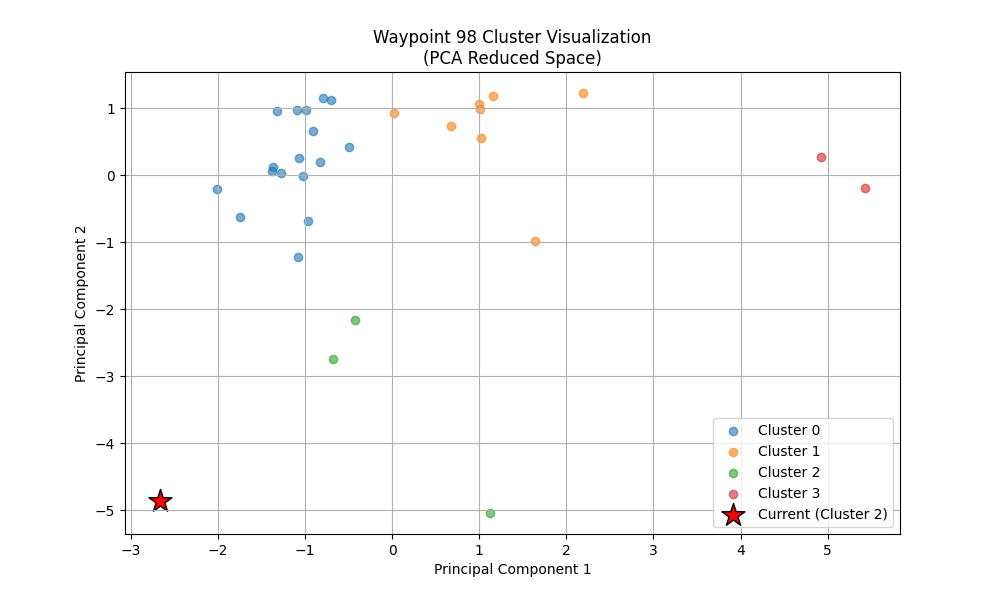 Waypoint 98 Cluster Visualization
(PCA Reduced Space)
Principal Component 2
1
0
−1
−2
−3
−4
−5
−3
−2
−1
0
1
2
3
4
5
Principal Component 1
Cluster 0
Cluster 1
Cluster 2
Cluster 3
Current (Cluster 2)